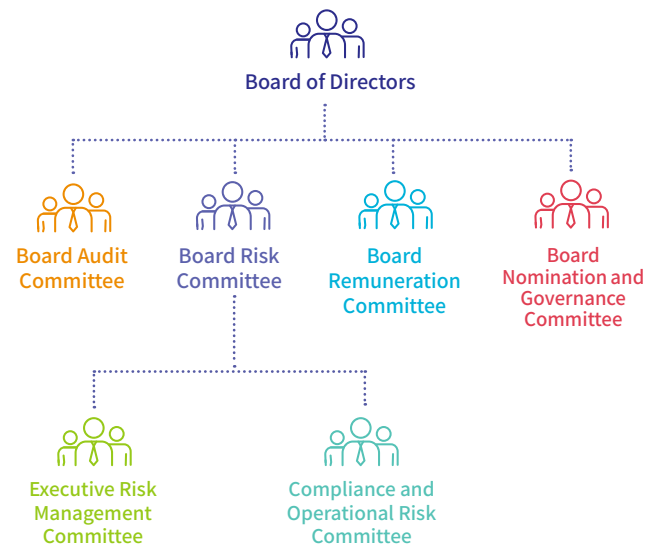 Board of Directors
Board Audit
Committee
Board Risk
Committee
Board
Remuneration
Committee
Board
Nomination and
Governance
Committee
Executive Risk
Management
Committee
Compliance and
Operational Risk
Committee